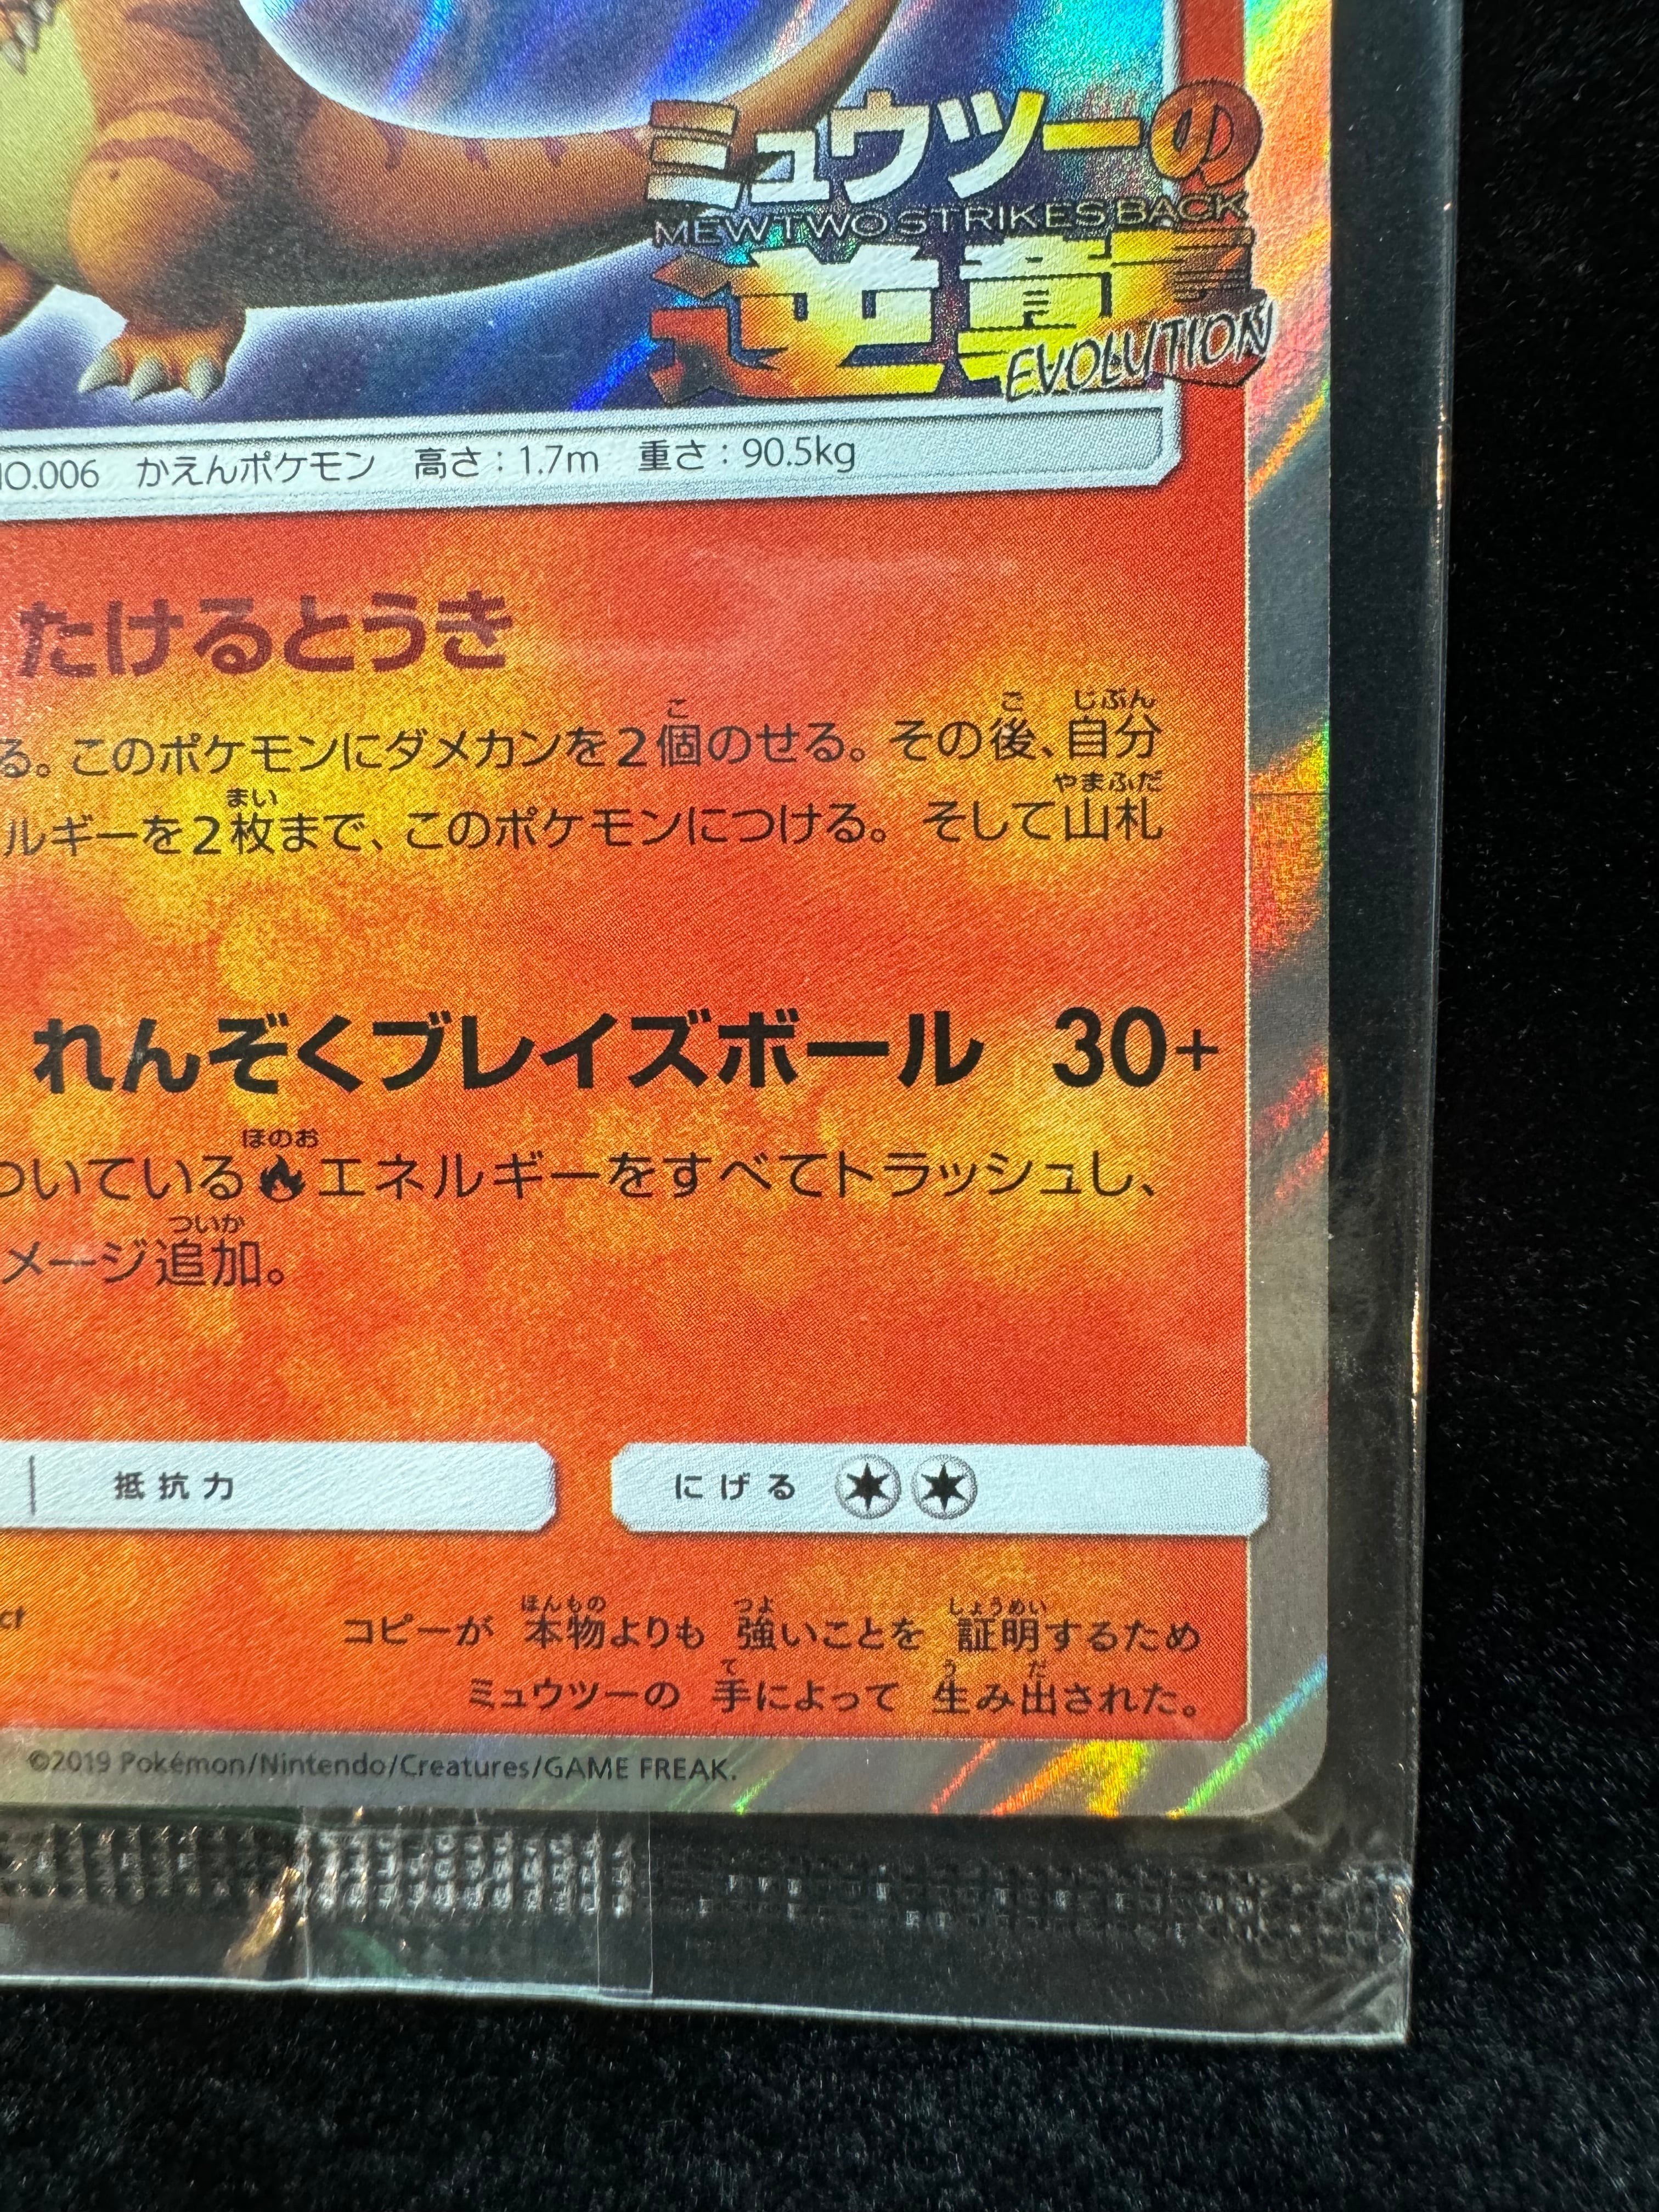 ミュウツーの
MEWTWO STRIKES BACK
逆襲
EVOLUTION
NO.006 かえんポケモン 高さ：1.7m 重さ：90.5kg
たけるとうき
こ こ じぶん
る。このポケモンにダメカンを2個のせる。その後、自分
まい やまふだ
ルギーを2枚まで、このポケモンにつける。そして山札
れんぞくブレイズボール 30+
ほのお
ついているエネルギーをすべてトラッシュし、
ついか
メージ追加。
抵抗力 にげる
ct
ほんもの つよ しょうめい
コピーが 本物よりも 強いことを 証明するため
て う だ
ミュウツーの 手によって 生み出された。
©2019 Pokémon/Nintendo/Creatures/GAME FREAK.